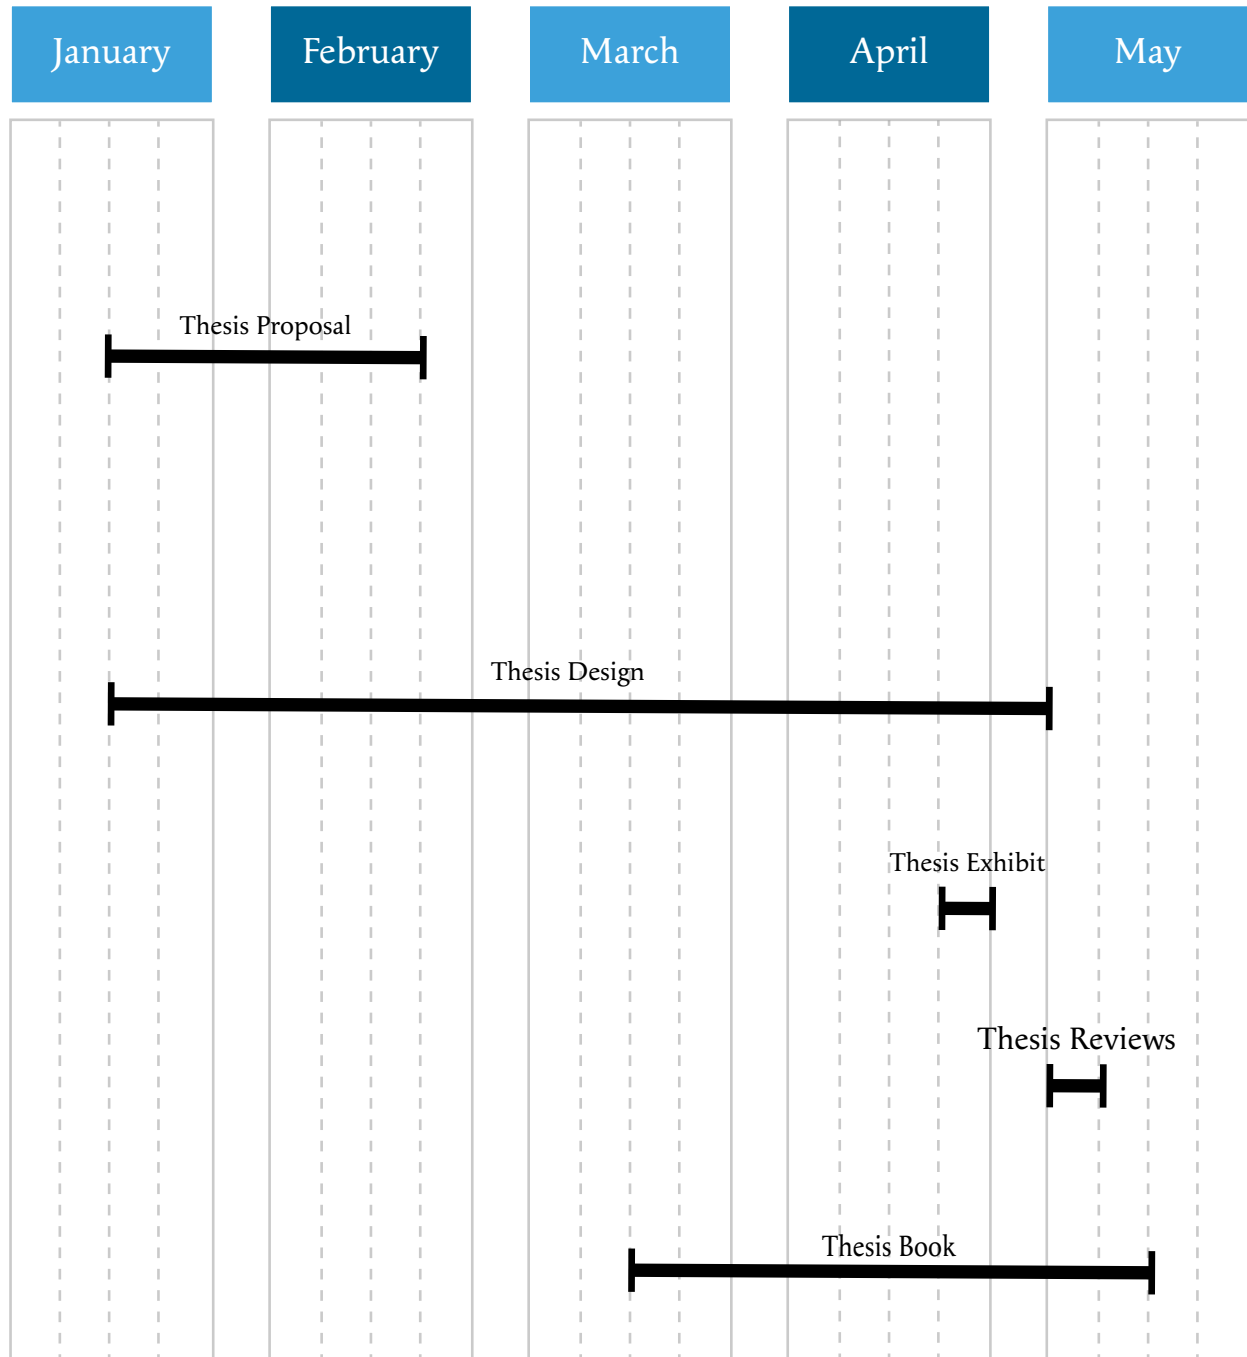 January February March April May
Thesis Proposal
Thesis Design
Thesis Exhibit
Thesis Reviews
Thesis Book